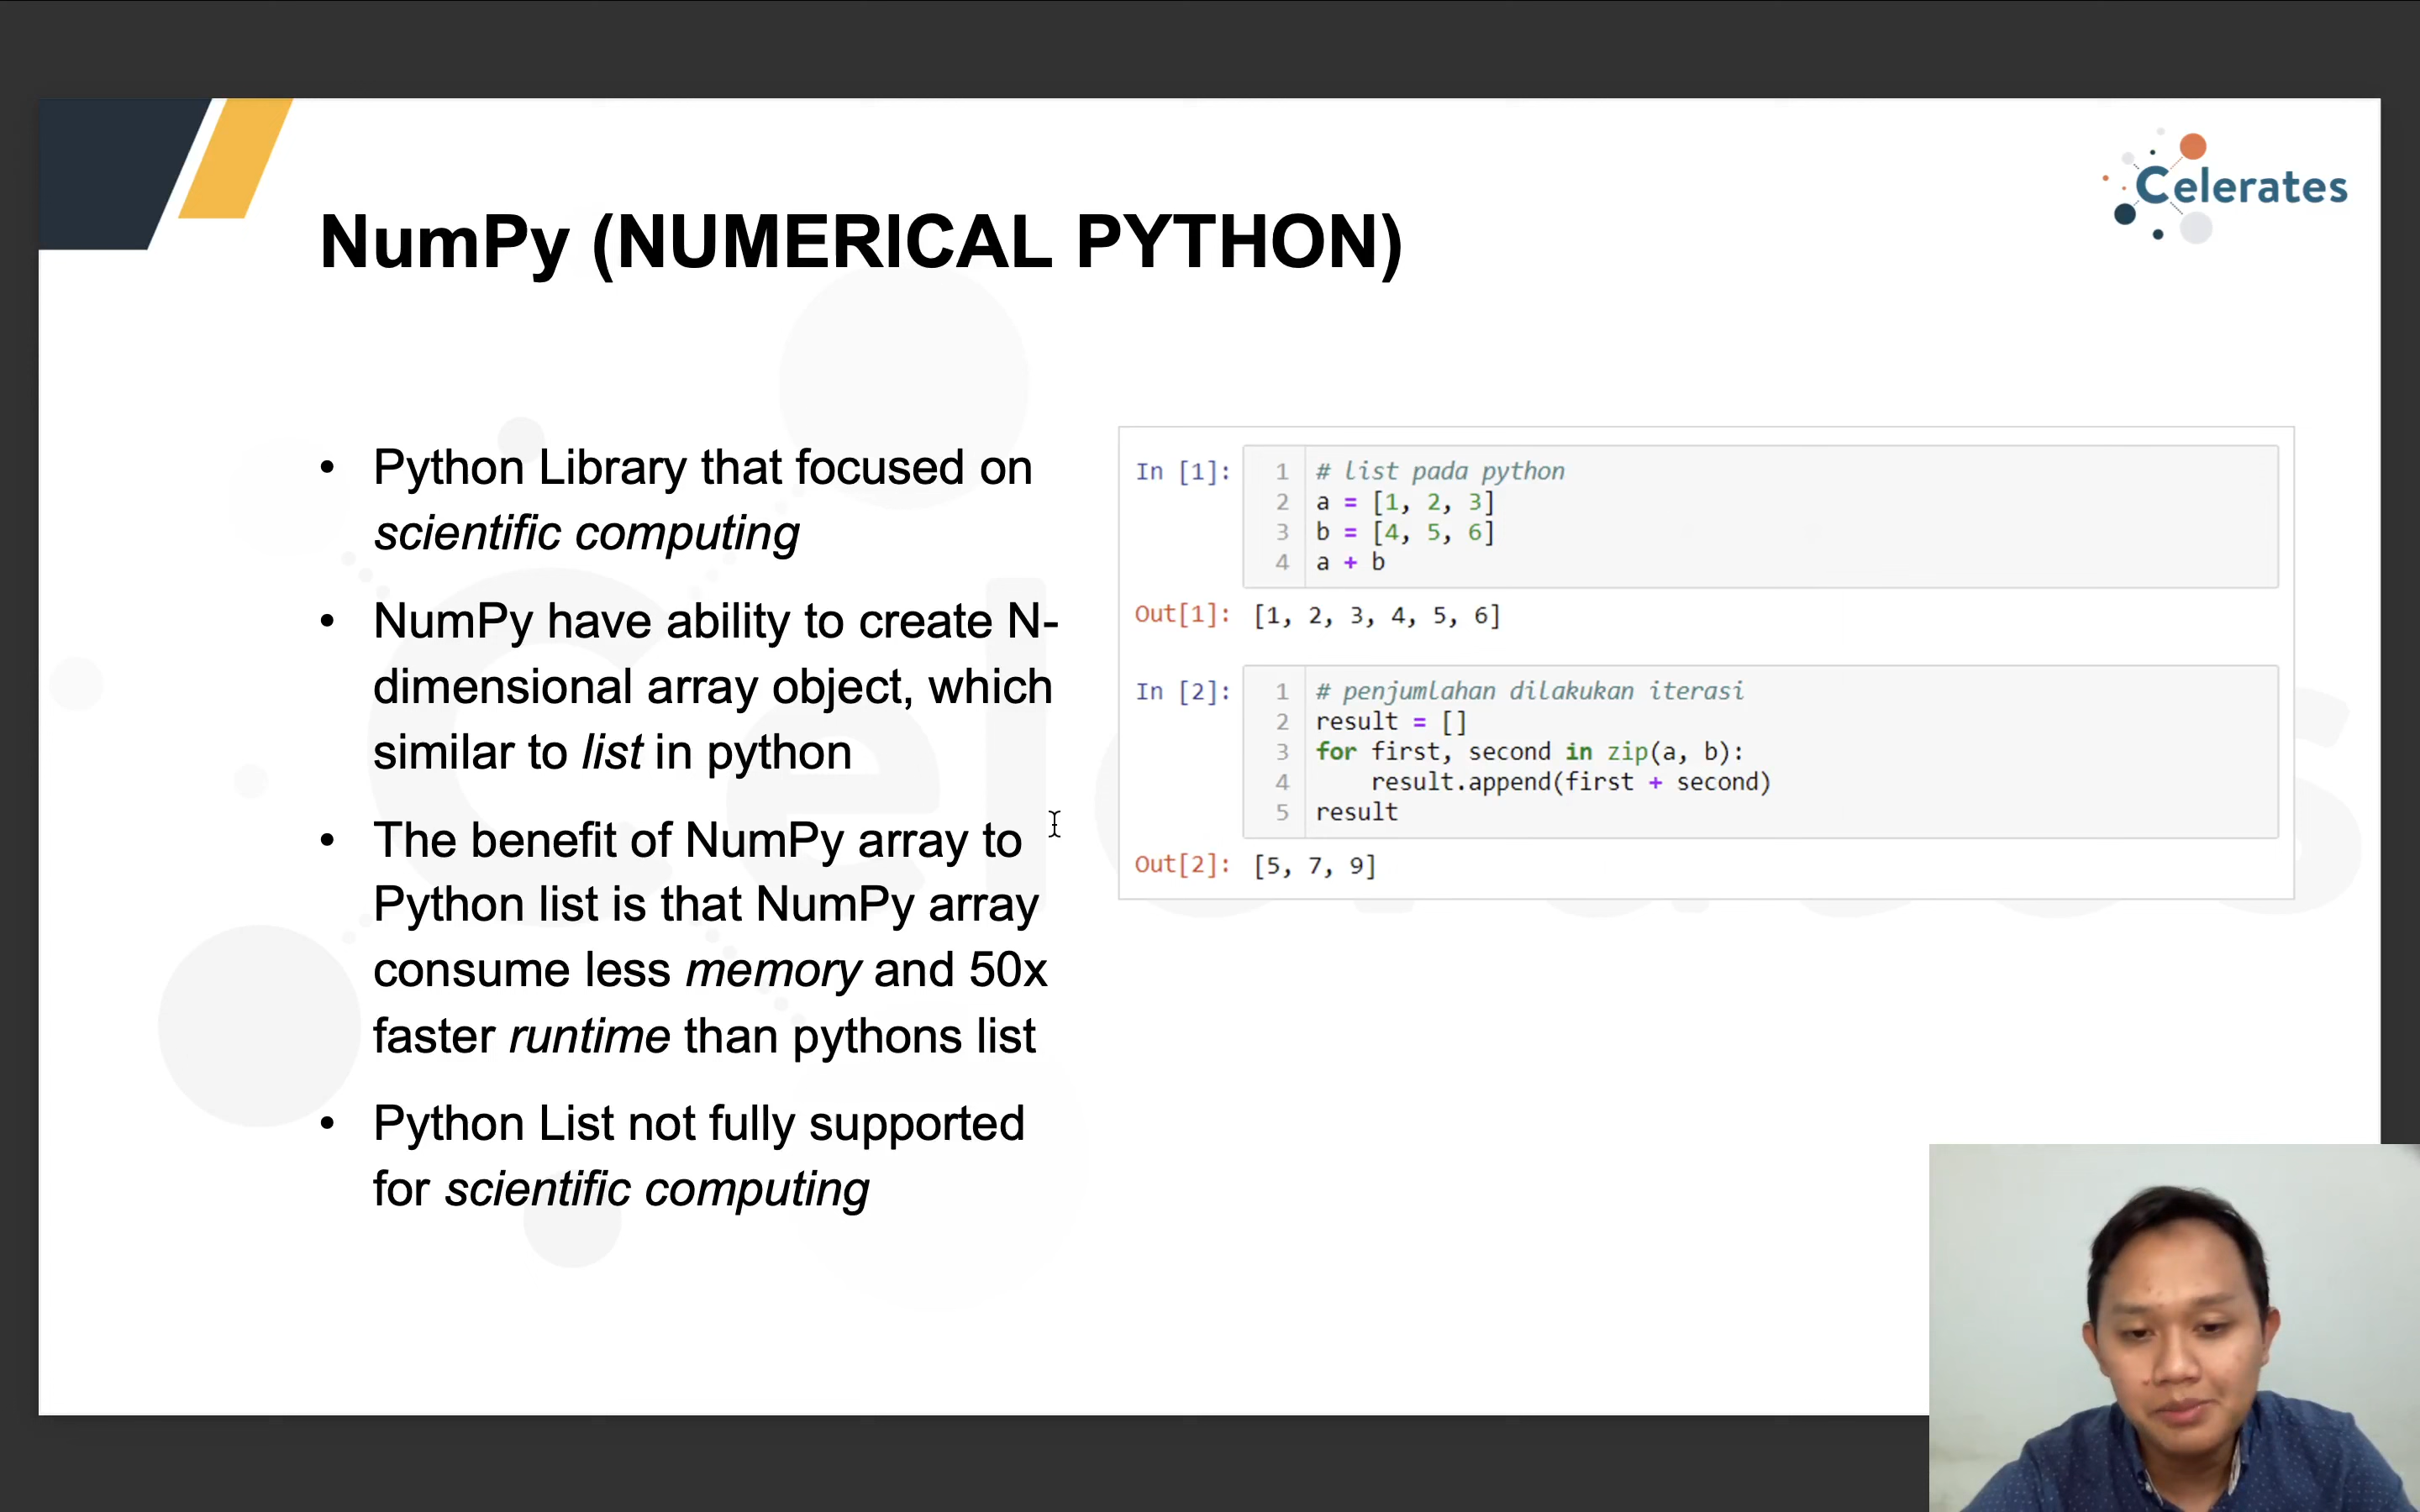 Celerates
NumPy (NUMERICAL PYTHON)
• Python Library that focused on
scientific computing
• NumPy have ability to create N-
dimensional array object, which
similar to list in python
• The benefit of NumPy array to
Python list is that NumPy array
consume less memory and 50x
faster runtime than pythons list
• Python List not fully supported
for scientific computing
In [1]:
1 # list pada python
2 a = [1, 2, 3]
3 b = [4, 5, 6]
4 a + b
Out[1]: [1, 2, 3, 4, 5, 6]
In [2]:
1 # penjumlahan dilakukan iterasi
2 result = []
3 for first, second in zip(a, b):
4     result.append(first + second)
5 result
Out[2]: [5, 7, 9]